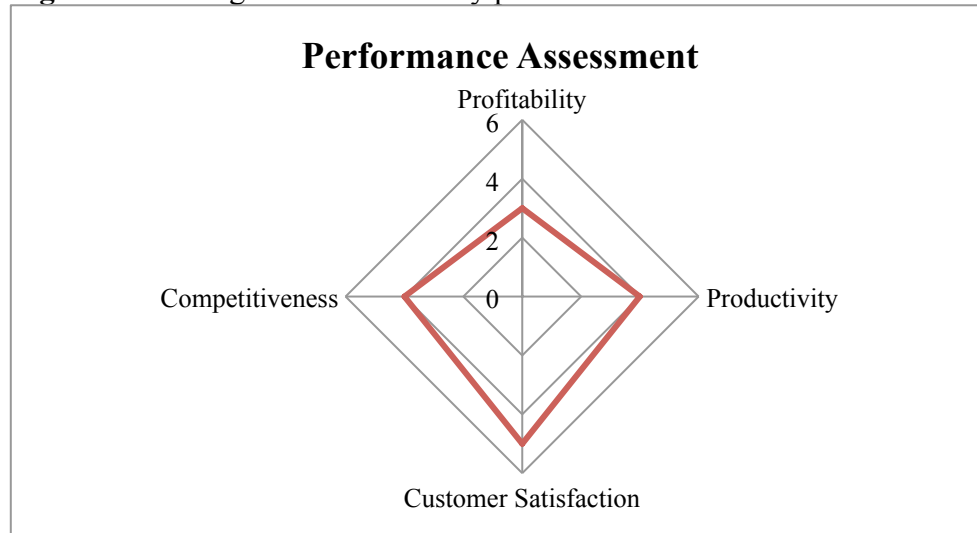 Performance Assessment
Profitability
6
4
2
0
Competitiveness
Productivity
Customer Satisfaction